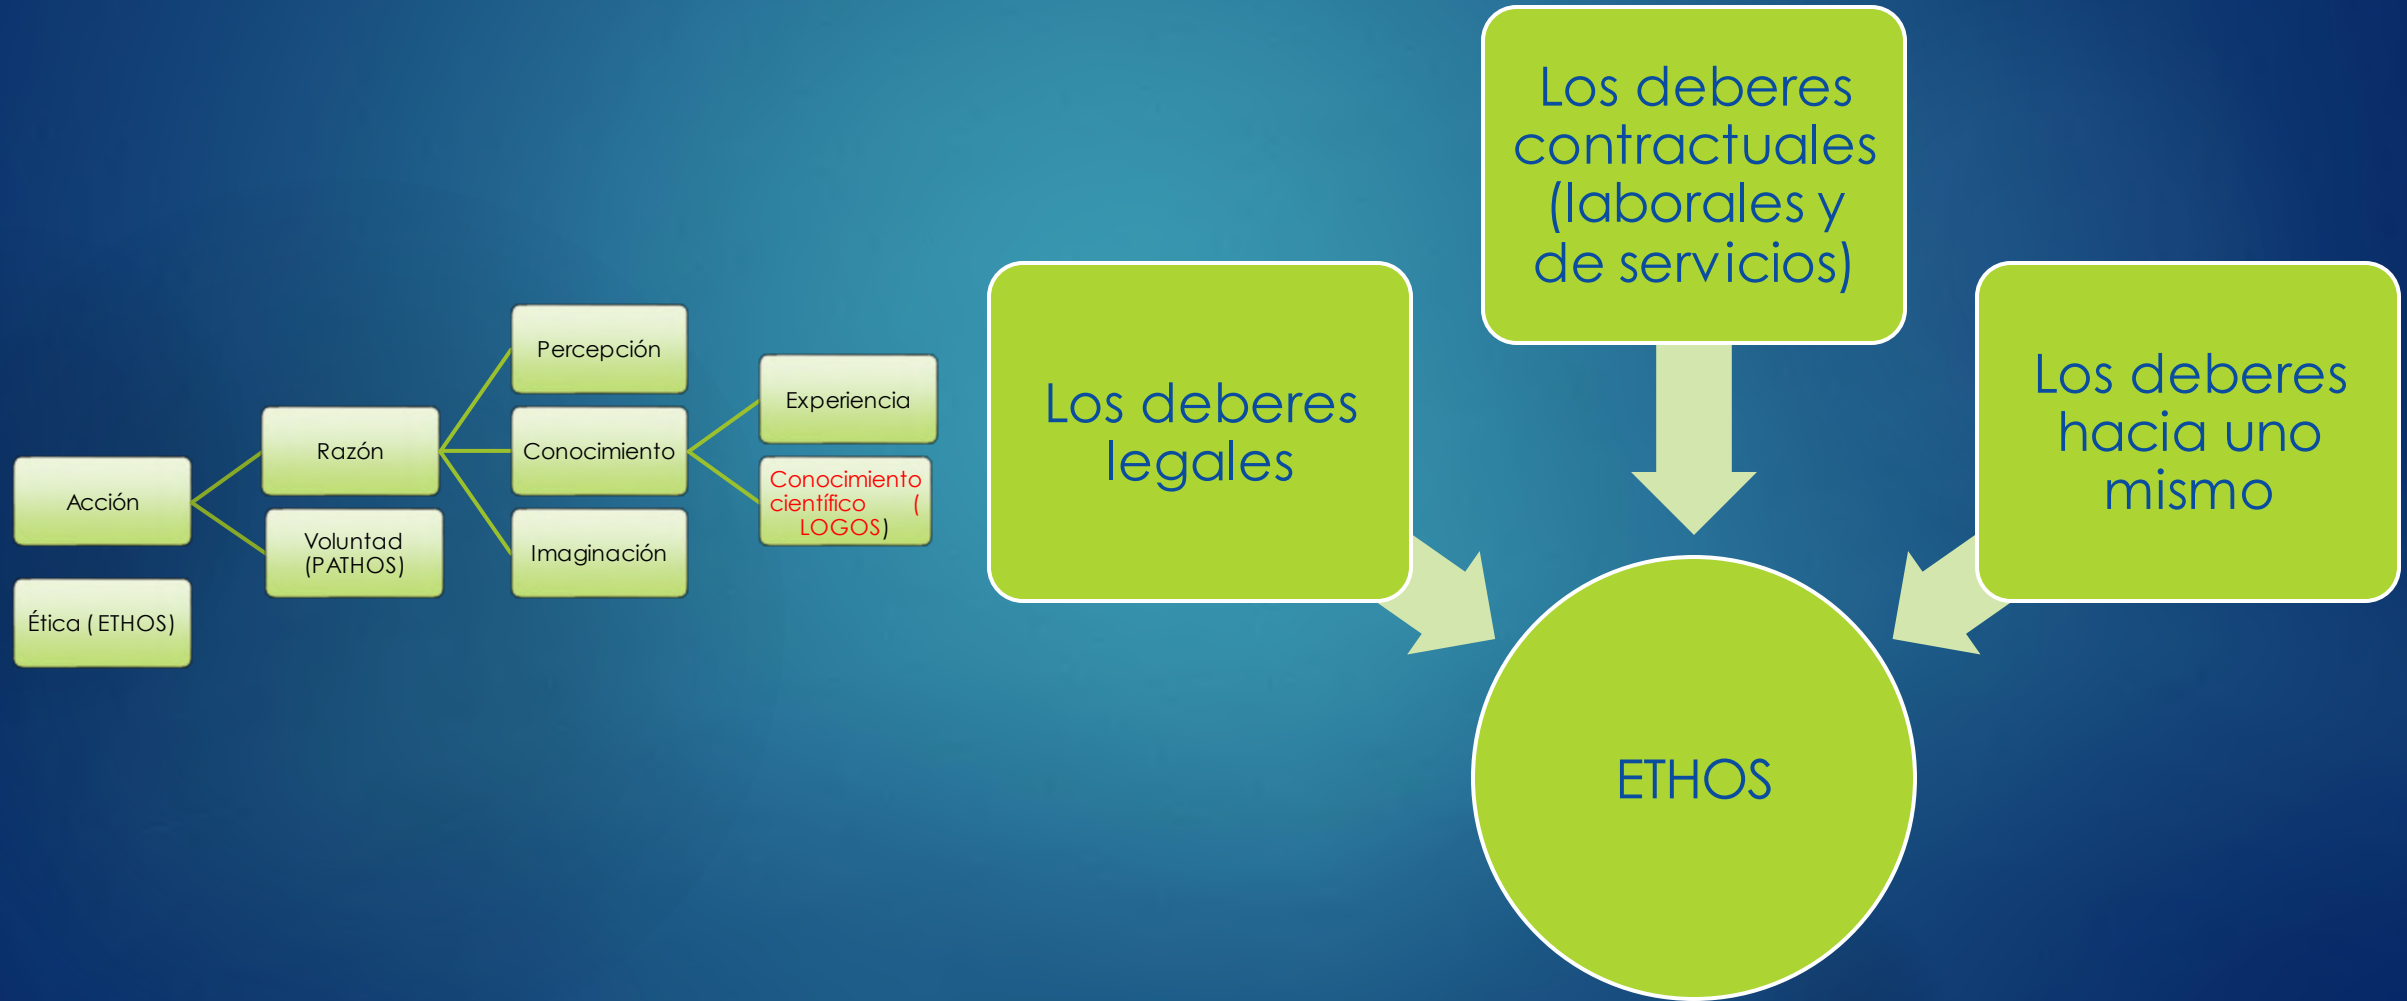 Acción
Ética ( ETHOS)
Razón
Voluntad
(PATHOS)
Percepción
Conocimiento
Imaginación
Experiencia
Conocimiento
científico (
LOGOS)
Los deberes
legales
Los deberes
contractuales
(laborales y
de servicios)
Los deberes
hacia uno
mismo
ETHOS